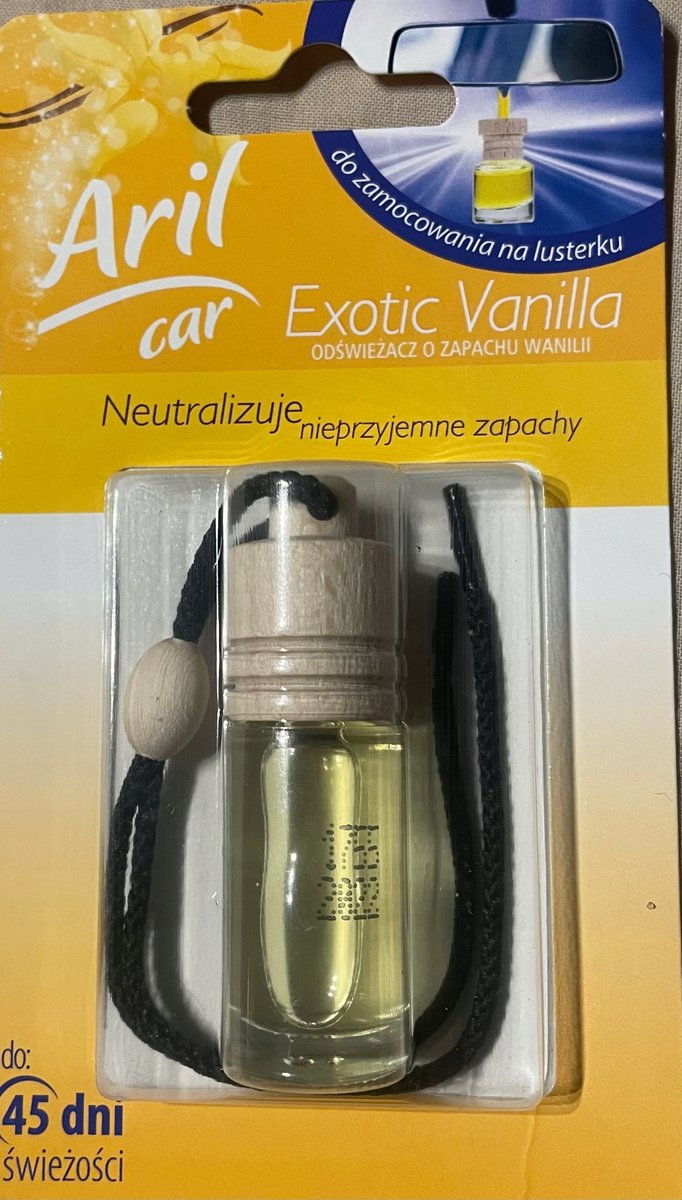 Aril
car
do zamocowania na lusterku
Exotic Vanilla
ODŚWIEŻACZ O ZAPACHU WANILII
Neutralizuje nieprzyjemne zapachy
do:
45 dni
świeżości